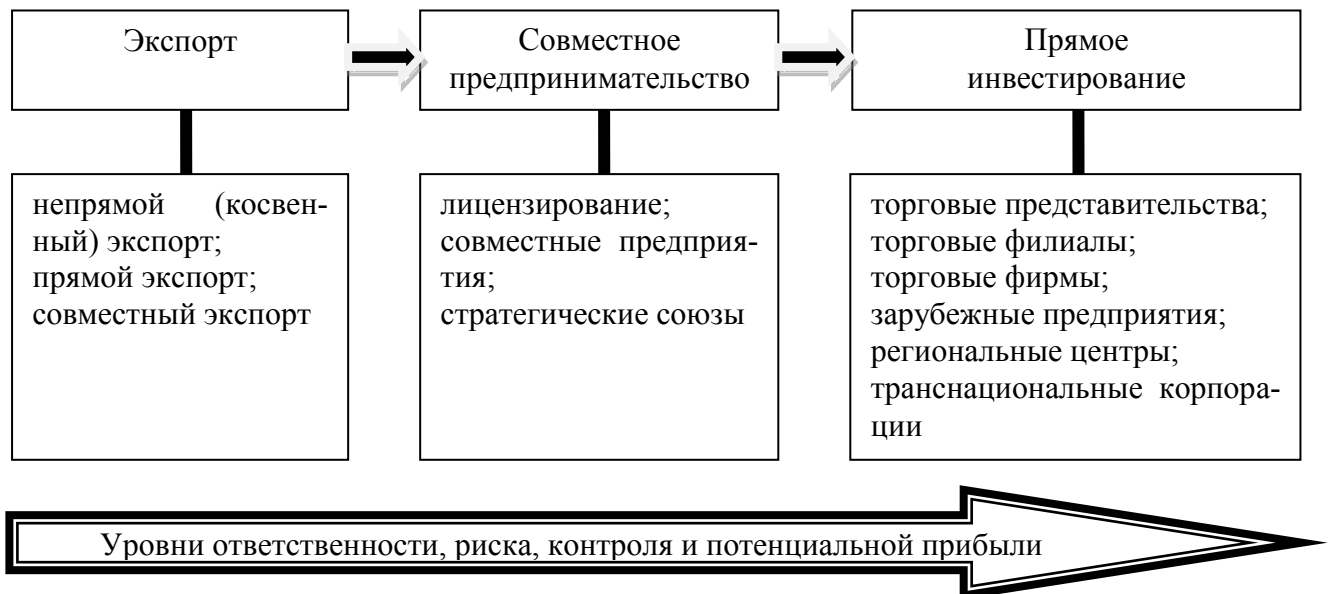 Экспорт
Совместное
предпринимательство
Прямое
инвестирование
непрямой (косвен-
ный) экспорт;
прямой экспорт;
совместный экспорт
лицензирование;
совместные предприя-
тия;
стратегические союзы
торговые представительства;
торговые филиалы;
торговые фирмы;
зарубежные предприятия;
региональные центры;
транснациональные корпора-
ции
Уровни ответственности, риска, контроля и потенциальной прибыли